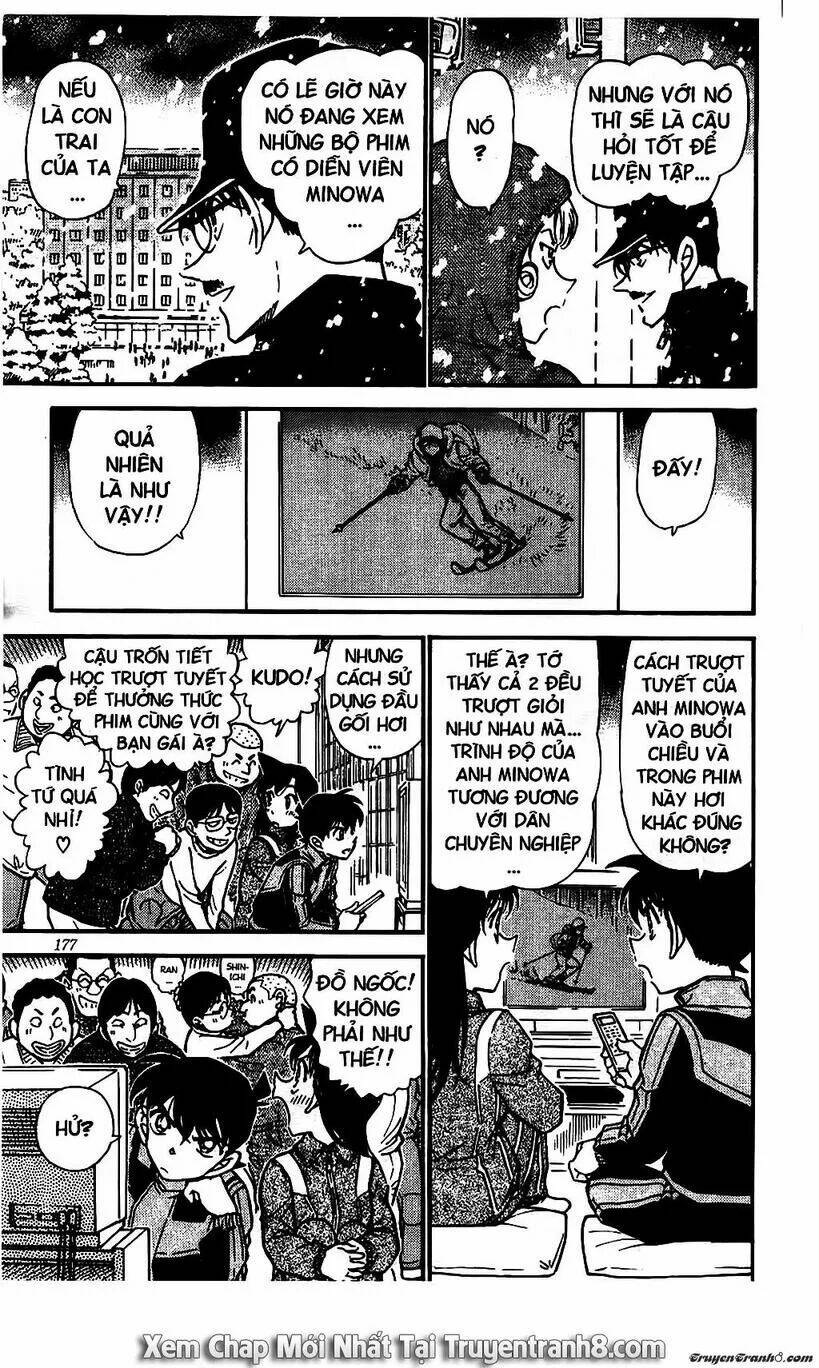 NHƯNG VỚI NÓ
THÌ SẼ LÀ CÂU
HỎI TỐT ĐỂ
LUYỆN TẬP...
NÓ
?
CÓ LẼ GIỜ NÀY
NÓ ĐANG XEM
NHỮNG BỘ PHIM
CÓ DIỄN VIÊN
MINOWA
...
NẾU
LÀ CON
TRAI
CỦA TA
...
ĐẤY!
QUẢ
NHIÊN
LÀ NHƯ
VẬY!!
CÁCH TRƯỢT
TUYẾT CỦA
ANH MINOWA
VÀO BUỔI
CHIỀU VÀ
TRONG PHIM
NÀY HƠI
KHÁC ĐÚNG
KHÔNG?
THẾ À? TỚ
THẤY CẢ 2 ĐỀU
TRƯỢT GIỎI
NHƯ NHAU MÀ...
TRÌNH ĐỘ CỦA
ANH MINOWA
TƯƠNG ĐƯƠNG
VỚI DÂN
CHUYÊN NGHIỆP
...
NHƯNG
CÁCH SỬ
DỤNG ĐẦU
GỐI HƠI
...
KUDO!
CẬU TRỐN TIẾT
HỌC TRƯỢT TUYẾT
ĐỂ THƯỞNG THỨC
PHIM CÙNG VỚI
BẠN GÁI À?
TÌNH
TỨ QUÁ
NHỈ!
♡
177
ĐỒ NGỐC!
KHÔNG
PHẢI NHƯ
THẾ!!
SHIN-
ICHI
...
RAN
...
HỬ?
Xem Chap Mới Nhất Tại Truyentranh8.com
TruyenTranh8.com